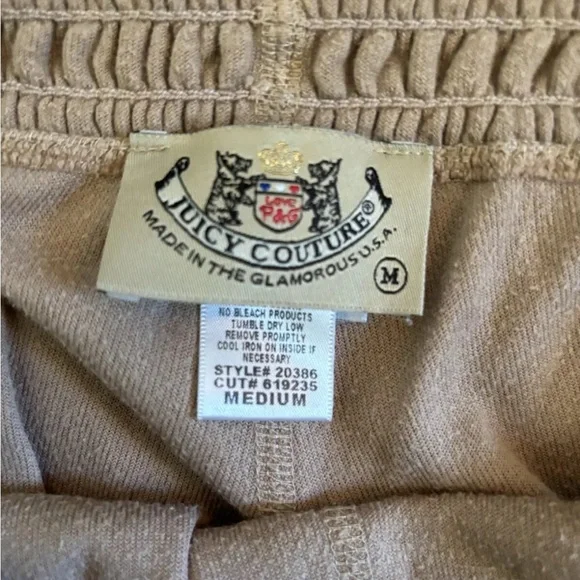 LOVE
P&G
JUICY COUTURE®
MADE IN THE GLAMOROUS U.S.A.
M
NO BLEACH PRODUCTS
TUMBLE DRY LOW
REMOVE PROMPTLY
COOL IRON ON INSIDE IF
NECESSARY
STYLE# 20386
CUT# 619235
MEDIUM